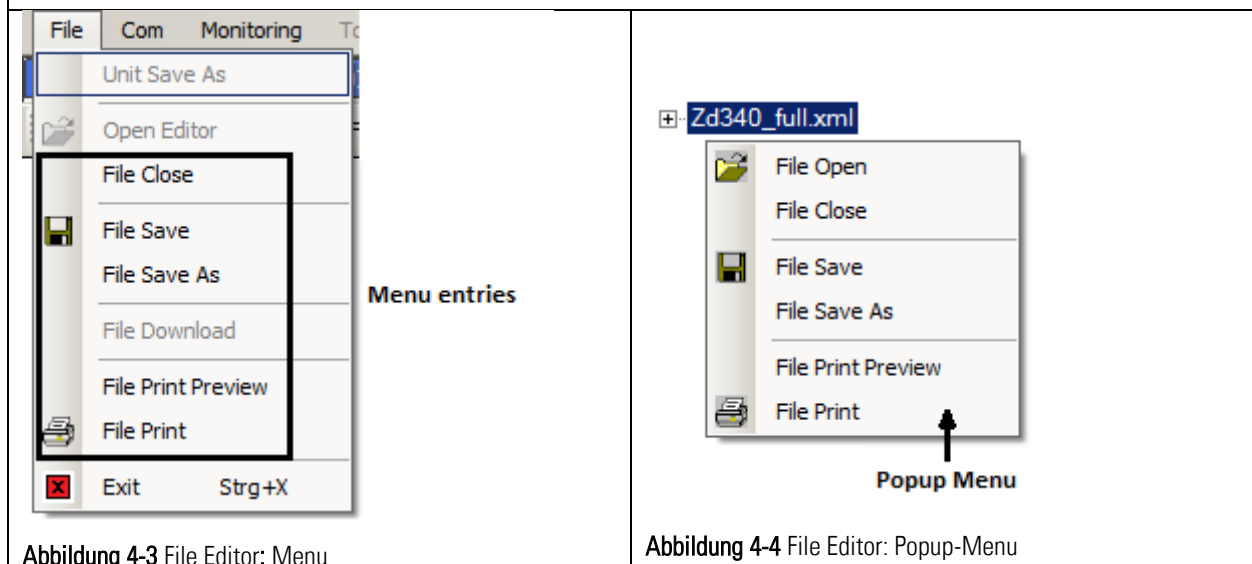 File Com Monitoring
Unit Save As
Open Editor
File Close
File Save
File Save As
File Download
File Print Preview
File Print
Exit Strg+X
Menu entries
Abbildung 4-3 File Editor: Menu
Zd340_full.xml
File Open
File Close
File Save
File Save As
File Print Preview
File Print
Popup Menu
Abbildung 4-4 File Editor: Popup-Menu